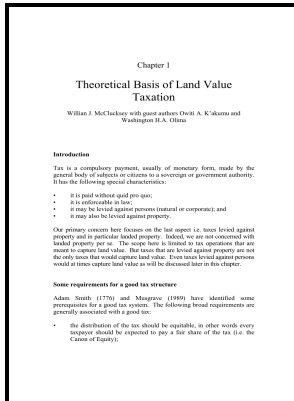 Chapter 1
Theoretical Basis of Land Value
Taxation
Willian J. McClucksey with guest authors Owiti A. K'akumu and
Washington H.A. Olima
Introduction
Tax is a compulsory payment, usually of monetary form, made by the
general body of subjects or citizens to a sovereign or government authority.
It has the following special characteristics:
• it is paid without quid pro quo;
• it is enforceable in law;
• it may be levied against persons (natural or corporate); and
• it may also be levied against property.
Our primary concern here focuses on the last aspect i.e. taxes levied against
property and in particular landed property. Indeed, we are not concerned with
landed property per se. The scope here is limited to tax operations that are
meant to capture land value. But taxes that are levied against property are not
the only taxes that would capture land value. Even taxes levied against persons
would at times capture land value as will be discussed later in this chapter.
Some requirements for a good tax structure
Adam Smith (1776) and Musgrave (1989) have identified some
prerequisites for a good tax system. The following broad requirements are
generally associated with a good tax:
• the distribution of the tax should be equitable, in other words every
taxpayer should be expected to pay a fair share of the tax (i.e. the
Canon of Equity);